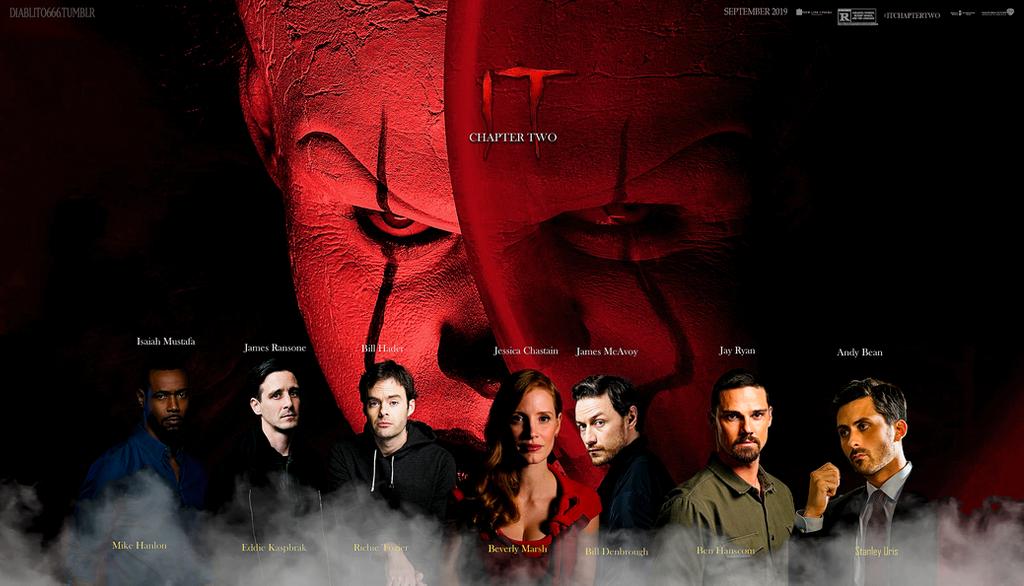 DIABLITO666TUMBLR
SEPTEMBER 2019
R
#ITCHAPTERTWO
IT
CHAPTER TWO
Isaiah Mustafa
James Ransone
Bill Hader
Jessica Chastain
James McAvoy
Jay Ryan
Andy Bean
Mike Hanlon
Eddie Kaspbrak
Richie Tozier
Beverly Marsh
Bill Denbrough
Ben Hanscom
Stanley Uris